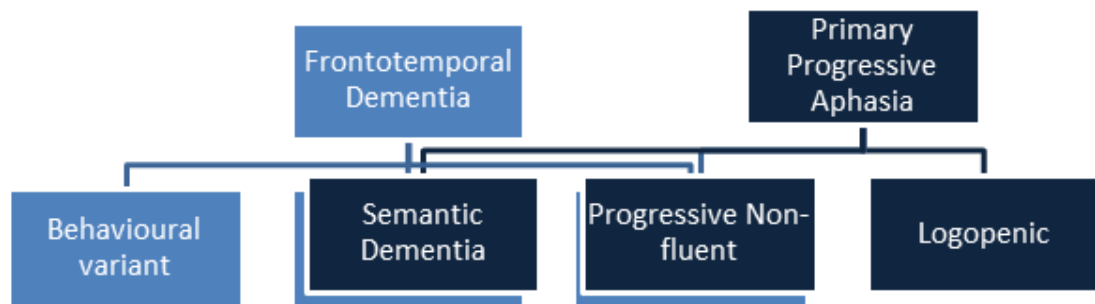 Frontotemporal
Dementia
Primary
Progressive
Aphasia
Behavioural
variant
Semantic
Dementia
Progressive Non-
fluent
Logopenic